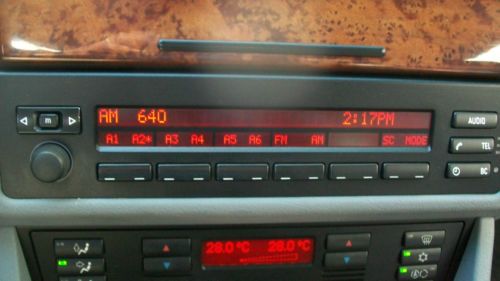 AM 640 2:17PM AUDIO
m
A1 A2* A3 A4 A5 A6 FM AM SC MODE TEL
BC
28.0 °C 28.0 °C